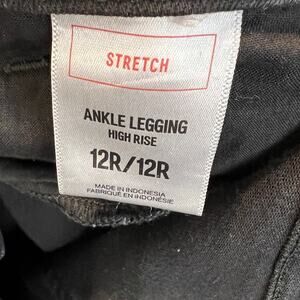 STRETCH
ANKLE LEGGING
HIGH RISE
12R/12R
MADE IN INDONESIA
FABRIQUÉ EN INDONÉSIE